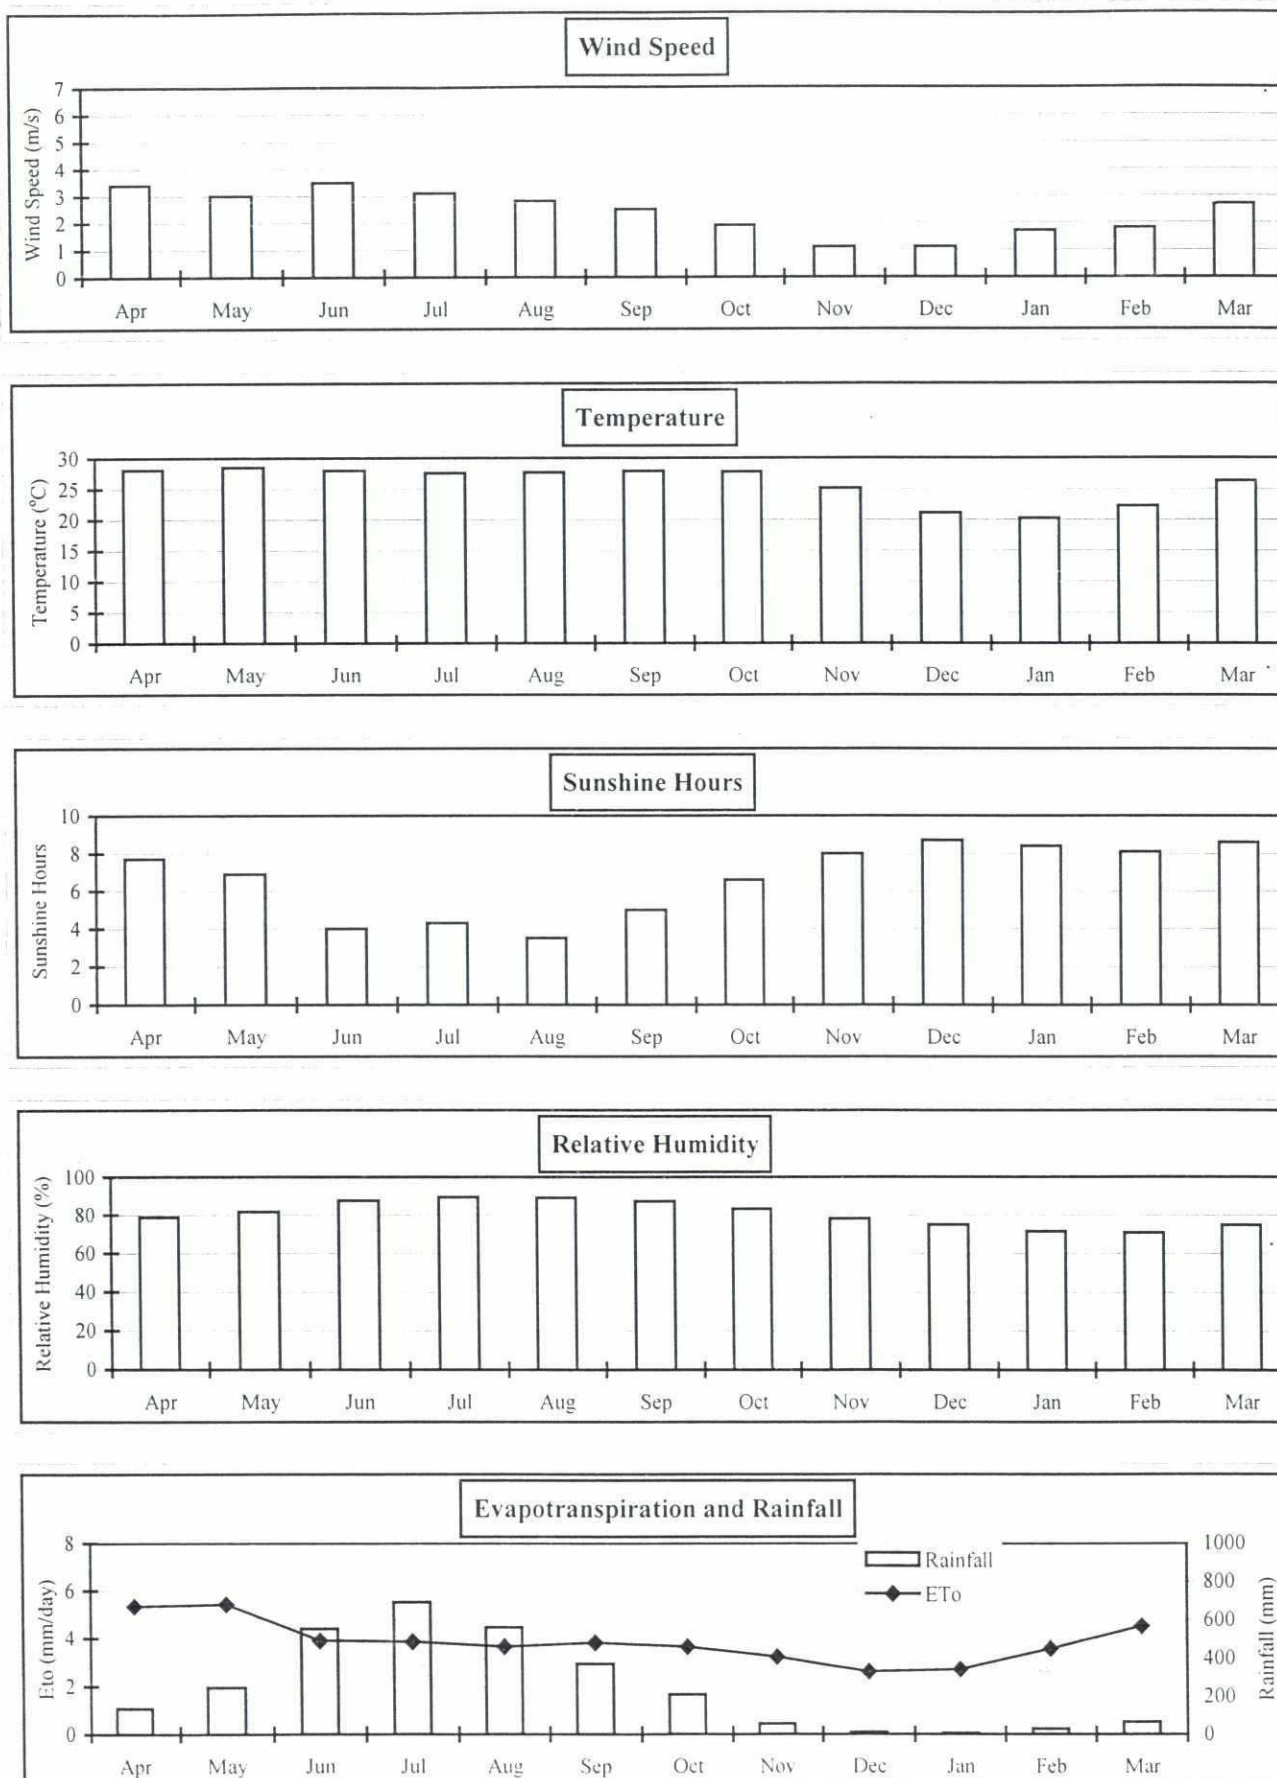 Wind Speed
Wind Speed (m/s)
7
6
5
4
3
2
1
0
Apr May Jun Jul Aug Sep Oct Nov Dec Jan Feb Mar
Temperature
Temperature (°C)
30
25
20
15
10
5
0
Apr May Jun Jul Aug Sep Oct Nov Dec Jan Feb Mar
Sunshine Hours
Sunshine Hours
10
8
6
4
2
0
Apr May Jun Jul Aug Sep Oct Nov Dec Jan Feb Mar
Relative Humidity
Relative Humidity (%)
100
80
60
40
20
0
Apr May Jun Jul Aug Sep Oct Nov Dec Jan Feb Mar
Evapotranspiration and Rainfall
Eto (mm/day)
8
6
4
2
0
Rainfall
ETo
1000
800
600
400
200
0
Rainfall (mm)
Apr May Jun Jul Aug Sep Oct Nov Dec Jan Feb Mar